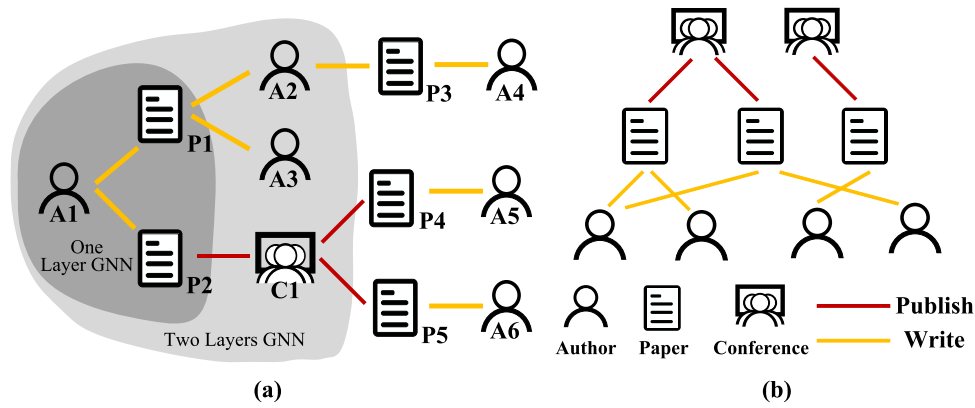 A1
One
Layer GNN
P1
P2
A2
A3
C1
Two Layers GNN
P3
A4
P4
A5
P5
A6
(a)
Author
Paper
Conference
Publish
Write
(b)